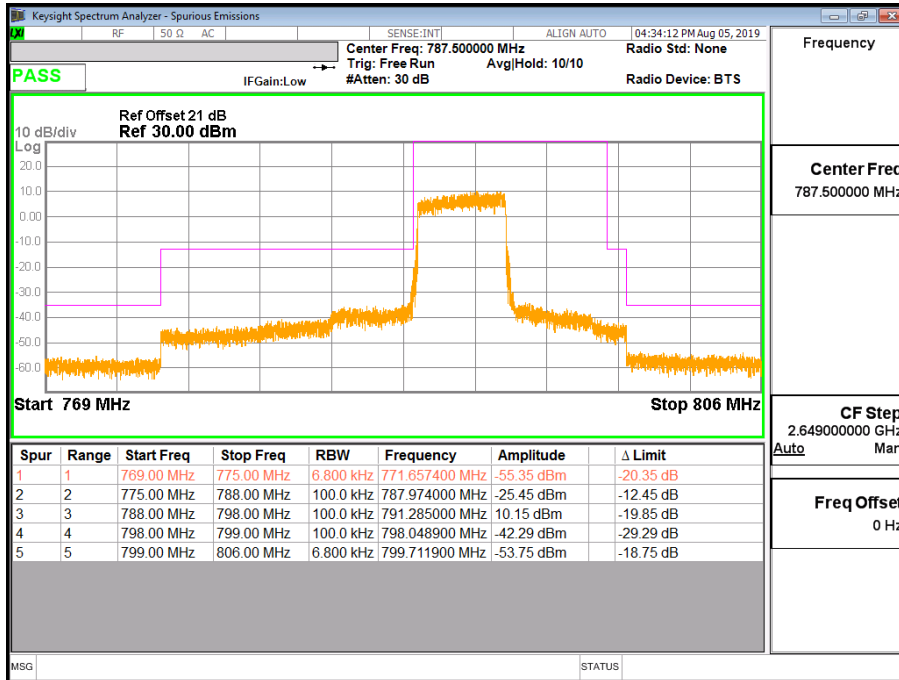 Keysight Spectrum Analyzer - Spurious Emissions
LXI RF 50 Ω AC SENSE:INT ALIGN AUTO 04:34:12 PM Aug 05, 2019
Center Freq: 787.500000 MHz Radio Std: None
Trig: Free Run Avg|Hold: 10/10
PASS IFGain:Low #Atten: 30 dB Radio Device: BTS
Frequency
Ref Offset 21 dB
10 dB/div Ref 30.00 dBm
Log
20.0
10.0
0.00
-10.0
-20.0
-30.0
-40.0
-50.0
-60.0
Start 769 MHz Stop 806 MHz
Center Freq
787.500000 MHz
CF Step
2.649000000 GHz
Auto Man
Freq Offset
0 Hz
Spur Range Start Freq Stop Freq RBW Frequency Amplitude Δ Limit
1 1 769.00 MHz 775.00 MHz 6.800 kHz 771.657400 MHz -55.35 dBm -20.35 dB
2 2 775.00 MHz 788.00 MHz 100.0 kHz 787.974000 MHz -25.45 dBm -12.45 dB
3 3 788.00 MHz 798.00 MHz 100.0 kHz 791.285000 MHz 10.15 dBm -19.85 dB
4 4 798.00 MHz 799.00 MHz 100.0 kHz 798.048900 MHz -42.29 dBm -29.29 dB
5 5 799.00 MHz 806.00 MHz 6.800 kHz 799.711900 MHz -53.75 dBm -18.75 dB
MSG STATUS